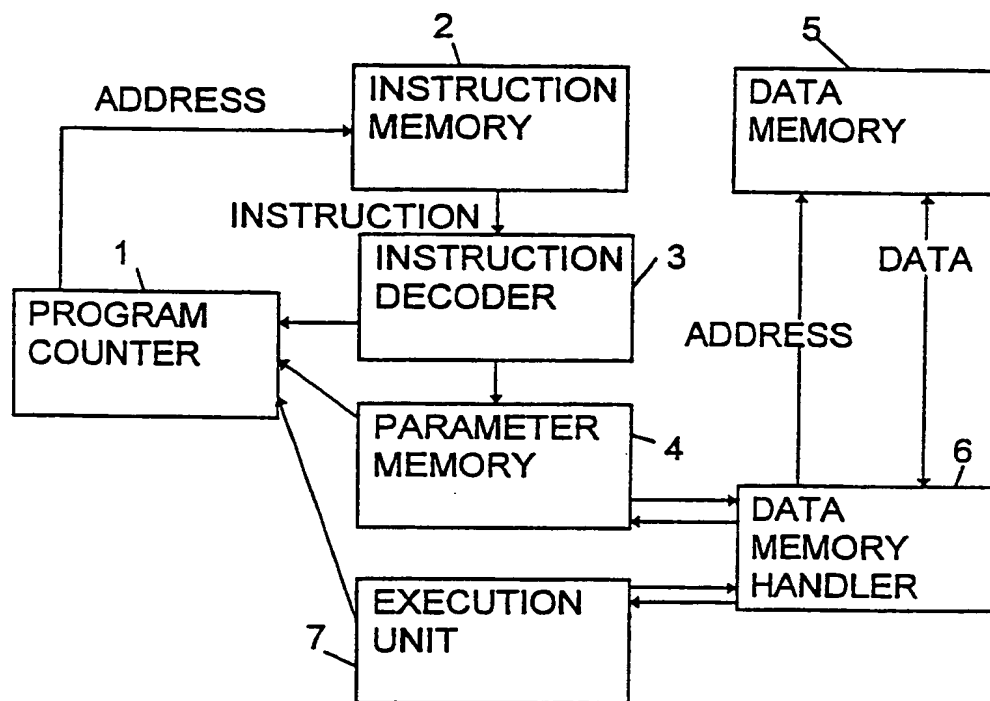 2
5
INSTRUCTION
MEMORY
DATA
MEMORY
ADDRESS
INSTRUCTION
1
INSTRUCTION
DECODER
3
DATA
PROGRAM
COUNTER
ADDRESS
PARAMETER
MEMORY
4
6
DATA
MEMORY
HANDLER
EXECUTION
UNIT
7